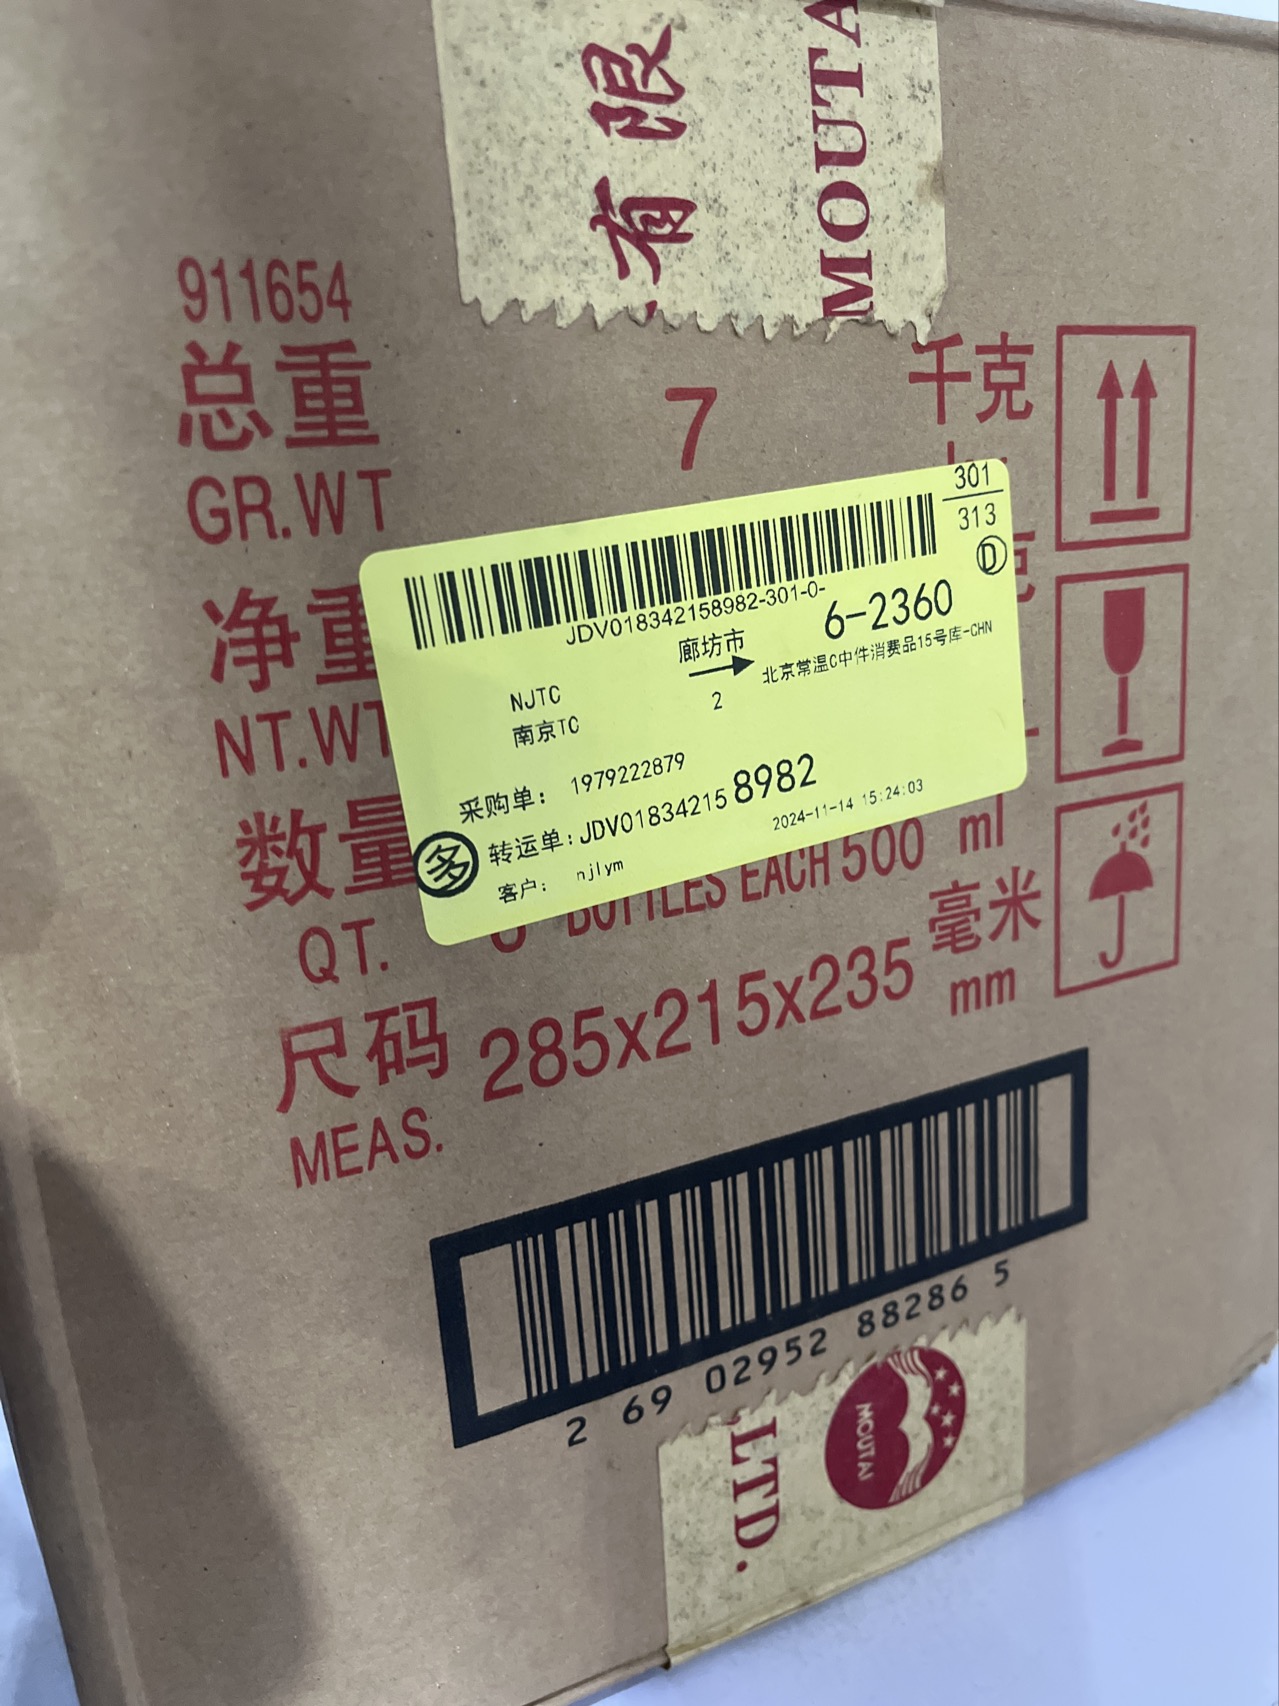 有限
MOUTA
911654
总重 7 千克
GR.WT
净重
NT.WT
数量
QT.
BOTTLES EACH 500 ml
尺码 285x215x235 毫米
MEAS. mm
301
313
D
JDV018342158982-301-0-
6-2360
廊坊市
北京常温C中件消费品15号库-CHN
2
NJTC
南京TC
采购单: 1979222879
多 转运单: JDV018342158982
2024-11-14 15:24:03
客户: njlym
2 69 02952 88286 5
LTD.
MOUTAI